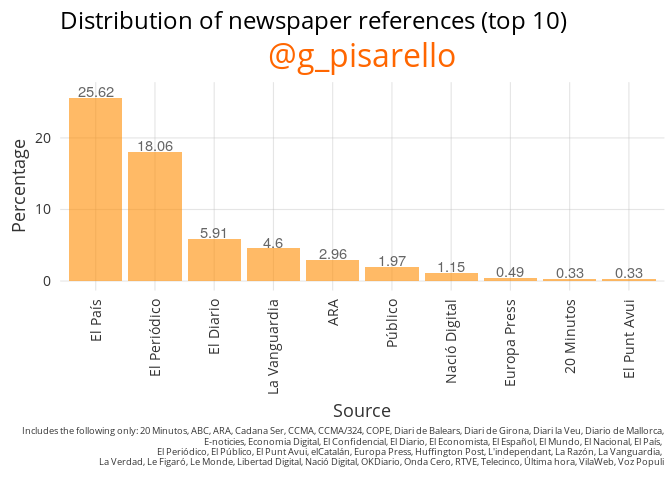 Distribution of newspaper references (top 10)
@g_pisarello
25.62
18.06
5.91
4.6
2.96
1.97
1.15
0.49
0.33
0.33
20
10
0
Percentage
El País
El Periódico
El Diario
La Vanguardia
ARA
Público
Nació Digital
Europa Press
20 Minutos
El Punt Avui
Source
Includes the following only: 20 Minutos, ABC, ARA, Cadana Ser, CCMA, CCMA/324, COPE, Diari de Balears, Diari de Girona, Diari la Veu, Diario de Mallorca,
E-noticies, Economia Digital, El Confidencial, El Diario, El Economista, El Español, El Mundo, El Nacional, El País,
El Periódico, El Público, El Punt Avui, elCatalán, Europa Press, Huffington Post, L'independant, La Razón, La Vanguardia,
La Verdad, Le Figaró, Le Monde, Libertad Digital, Nació Digital, OKDiario, Onda Cero, RTVE, Telecinco, Última hora, VilaWeb, Voz Populi